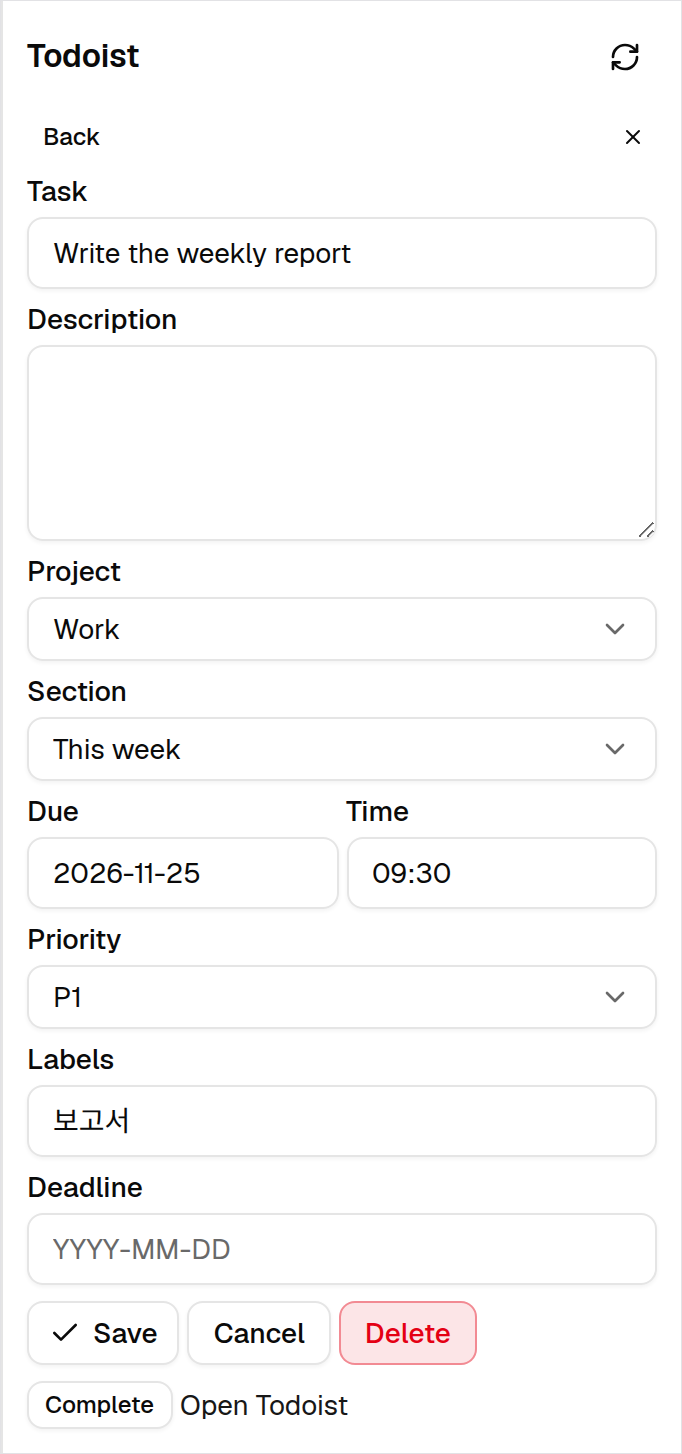 Todoist
Back
Task
Write the weekly report
Description
Project
Work
Section
This week
Due Time
2026-11-25 09:30
Priority
P1
Labels
보고서
Deadline
YYYY-MM-DD
Save Cancel Delete
Complete Open Todoist